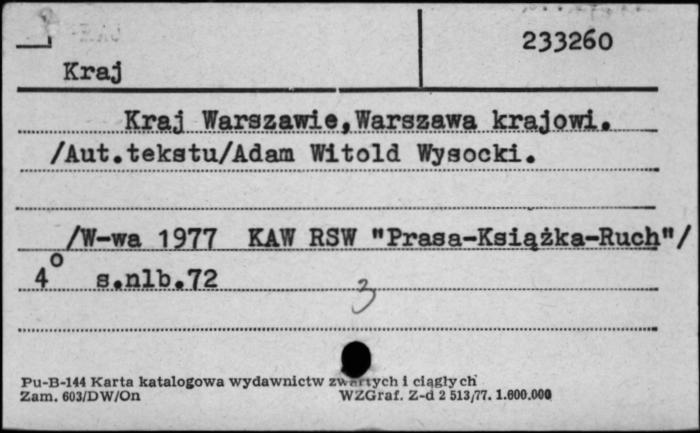 233260
Kraj
Kraj Warszawie,Warszawa krajowi.
/Aut.tekstu/Adam Witold Wysocki.
/W-wa 1977 KAW RSW "Prasa-Książka-Ruch"/
4o s.nlb.72
3
Pu-B-144 Karta katalogowa wydawnictw zwartych i ciągłych
Zam. 603/DW/On WZGraf. Z-d 2 513/77. 1.600.000